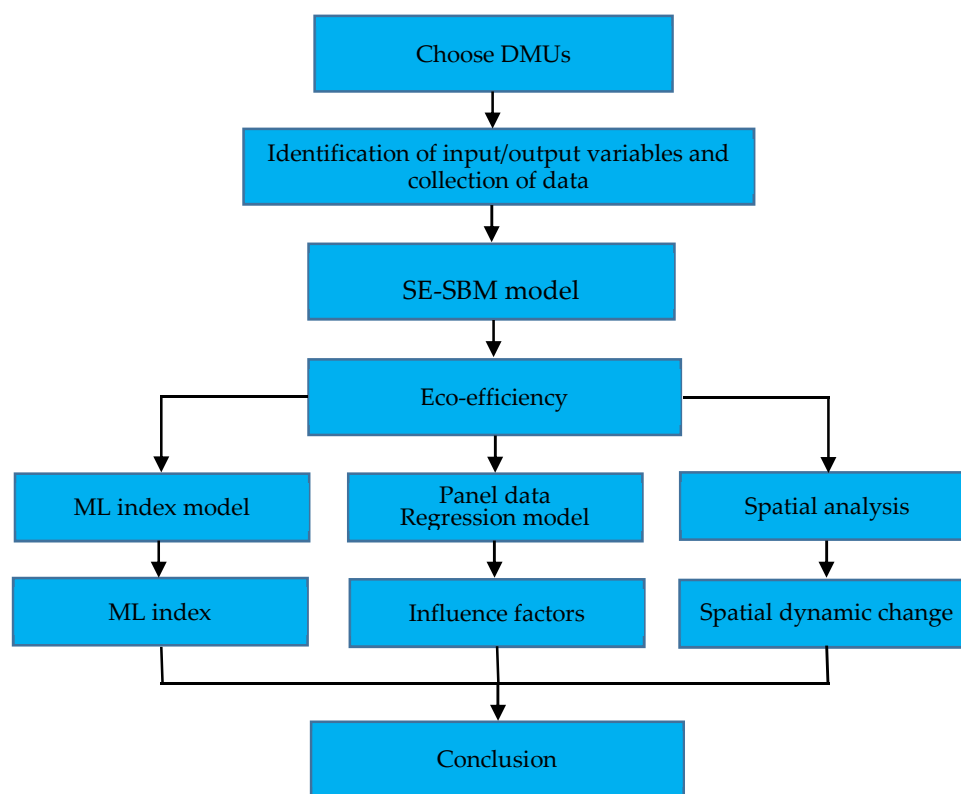 Choose DMUs
Identification of input/output variables and
collection of data
SE-SBM model
Eco-efficiency
ML index model
Panel data
Regression model
Spatial analysis
ML index
Influence factors
Spatial dynamic change
Conclusion